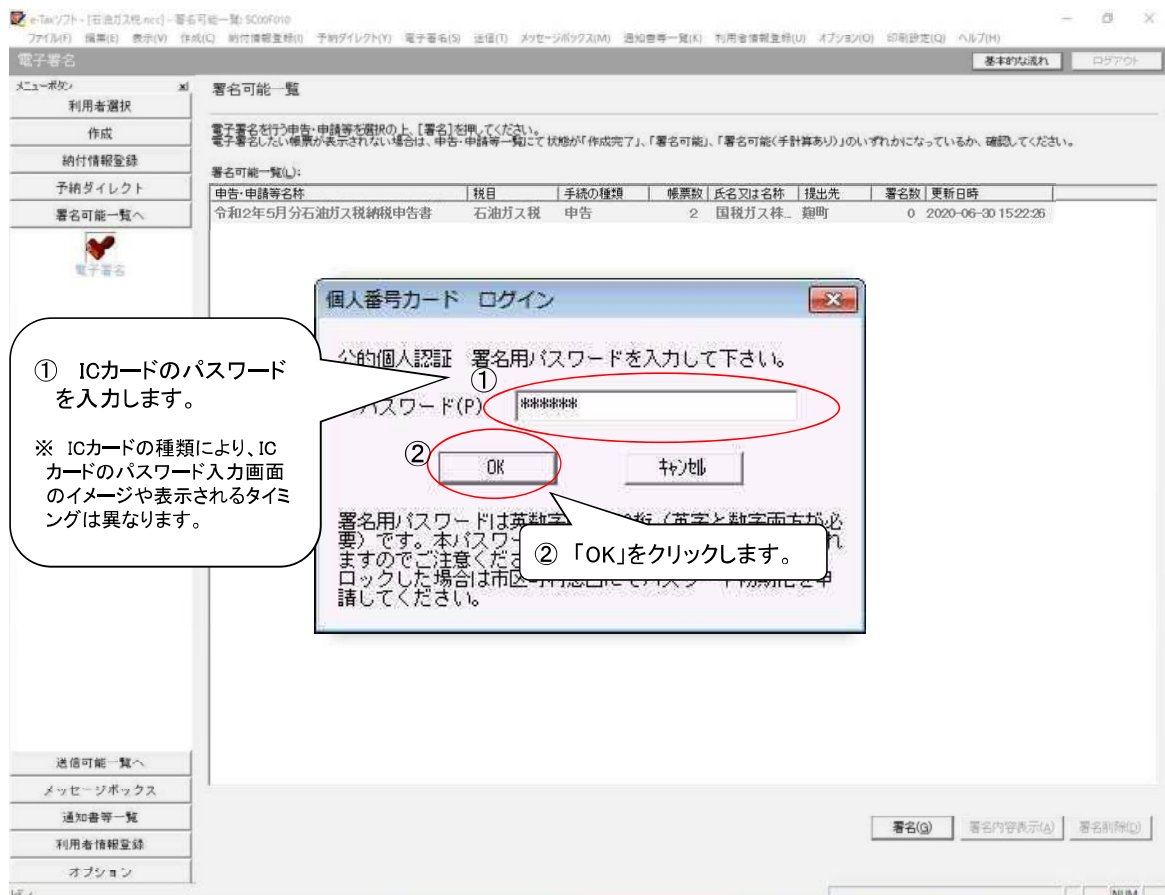 e-Taxソフト - [石油ガス税.ncc] - 署名可能一覧: SC00F010
ファイル(F) 編集(E) 表示(V) 作成(C) 納付情報登録(I) 予納ダイレクト(Y) 電子署名(S) 送信(T) メッセージボックス(M) 通知書等一覧(K) 利用者情報登録(U) オプション(O) 印刷設定(Q) ヘルプ(H)
電子署名
基本的な流れ
ログアウト
メニューボタン
利用者選択
作成
納付情報登録
予納ダイレクト
署名可能一覧へ
電子署名
署名可能一覧
電子署名を行う申告・申請等を選択の上、[署名]を押してください。
電子署名したい帳票が表示されない場合は、申告・申請等一覧にて状態が「作成完了」、「署名可能」、「署名可能(手計算あり)」のいずれかになっているか、確認してください。
署名可能一覧(L):
申告・申請等名称 税目 手続の種類 帳票数 氏名又は名称 提出先 署名数 更新日時
令和2年5月分石油ガス税納税申告書 石油ガス税 申告 2 国税ガス株... 麹町 0 2020-06-30 15:22:26
個人番号カード ログイン
公的個人認証 署名用パスワードを入力して下さい。
①
パスワード(P) ******
②
OK
キャンセル
署名用パスワードは英数字
(英字と数字両方が必
要)です。本パスワー
れ
ますのでご注意くださ
ロックした場合は市区町村窓口にてパスワード初期化を申
請してください。
① ICカードのパスワード
を入力します。
※ ICカードの種類により、IC
カードのパスワード入力画面
のイメージや表示されるタイミ
ングは異なります。
② 「OK」をクリックします。
送信可能一覧へ
メッセージボックス
通知書等一覧
利用者情報登録
オプション
署名(G)
署名内容表示(A)
署名削除(D)
NUM